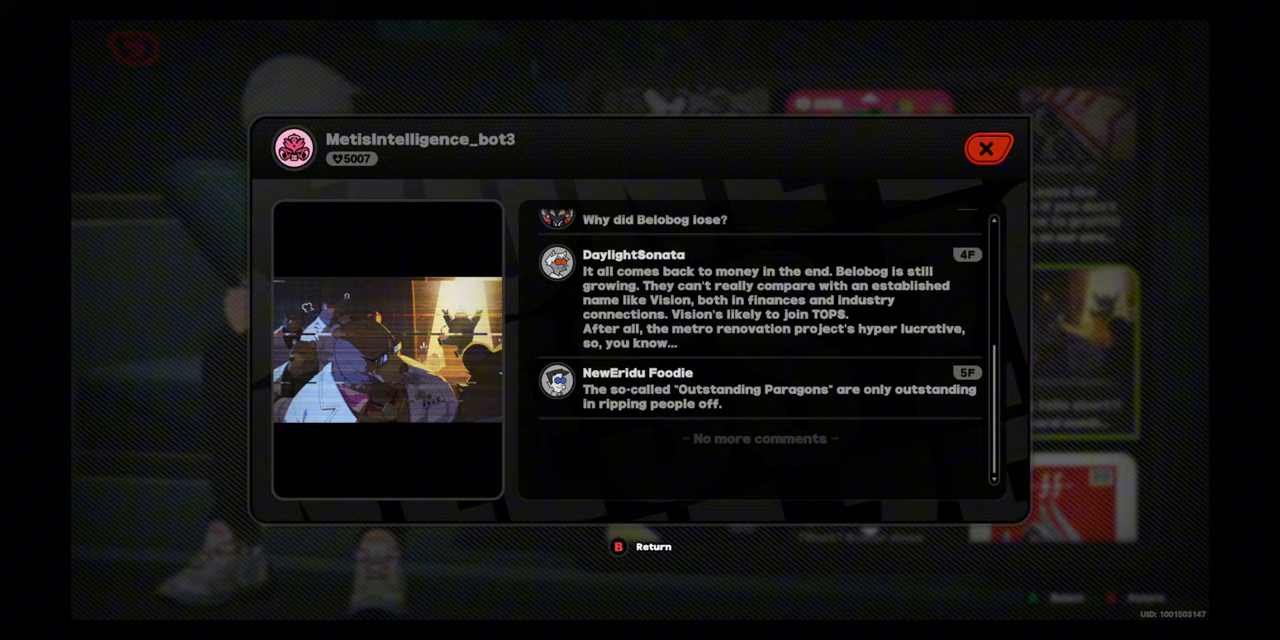 MetisIntelligence_bot3
5007
Why did Belobog lose?
DaylightSonata
4F
It all comes back to money in the end. Belobog is still
growing. They can't really compare with an established
name like Vision, both in finances and industry
connections. Vision's likely to join TOPS.
After all, the metro renovation project's hyper lucrative,
so, you know...
NewEridu Foodie
5F
The so-called "Outstanding Paragons" are only outstanding
in ripping people off.
- No more comments -
B Return
UID: 1001503147